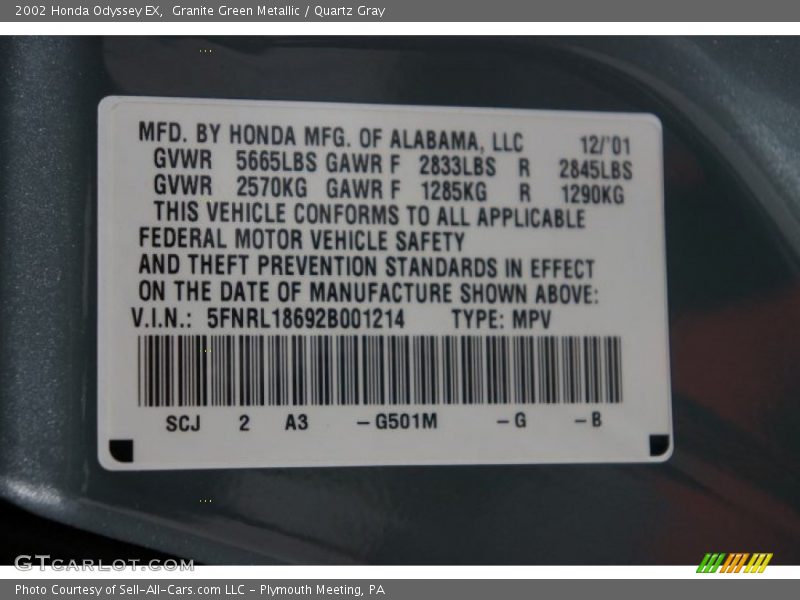 2002 Honda Odyssey EX, Granite Green Metallic / Quartz Gray
MFD. BY HONDA MFG. OF ALABAMA, LLC 12/'01
GVWR 5665LBS GAWR F 2833LBS R 2845LBS
GVWR 2570KG GAWR F 1285KG R 1290KG
THIS VEHICLE CONFORMS TO ALL APPLICABLE
FEDERAL MOTOR VEHICLE SAFETY
AND THEFT PREVENTION STANDARDS IN EFFECT
ON THE DATE OF MANUFACTURE SHOWN ABOVE:
V.I.N.: 5FNRL18692B001214 TYPE: MPV
SCJ 2 A3 -G501M -G -B
GTCARLOT.COM
Photo Courtesy of Sell-All-Cars.com LLC - Plymouth Meeting, PA